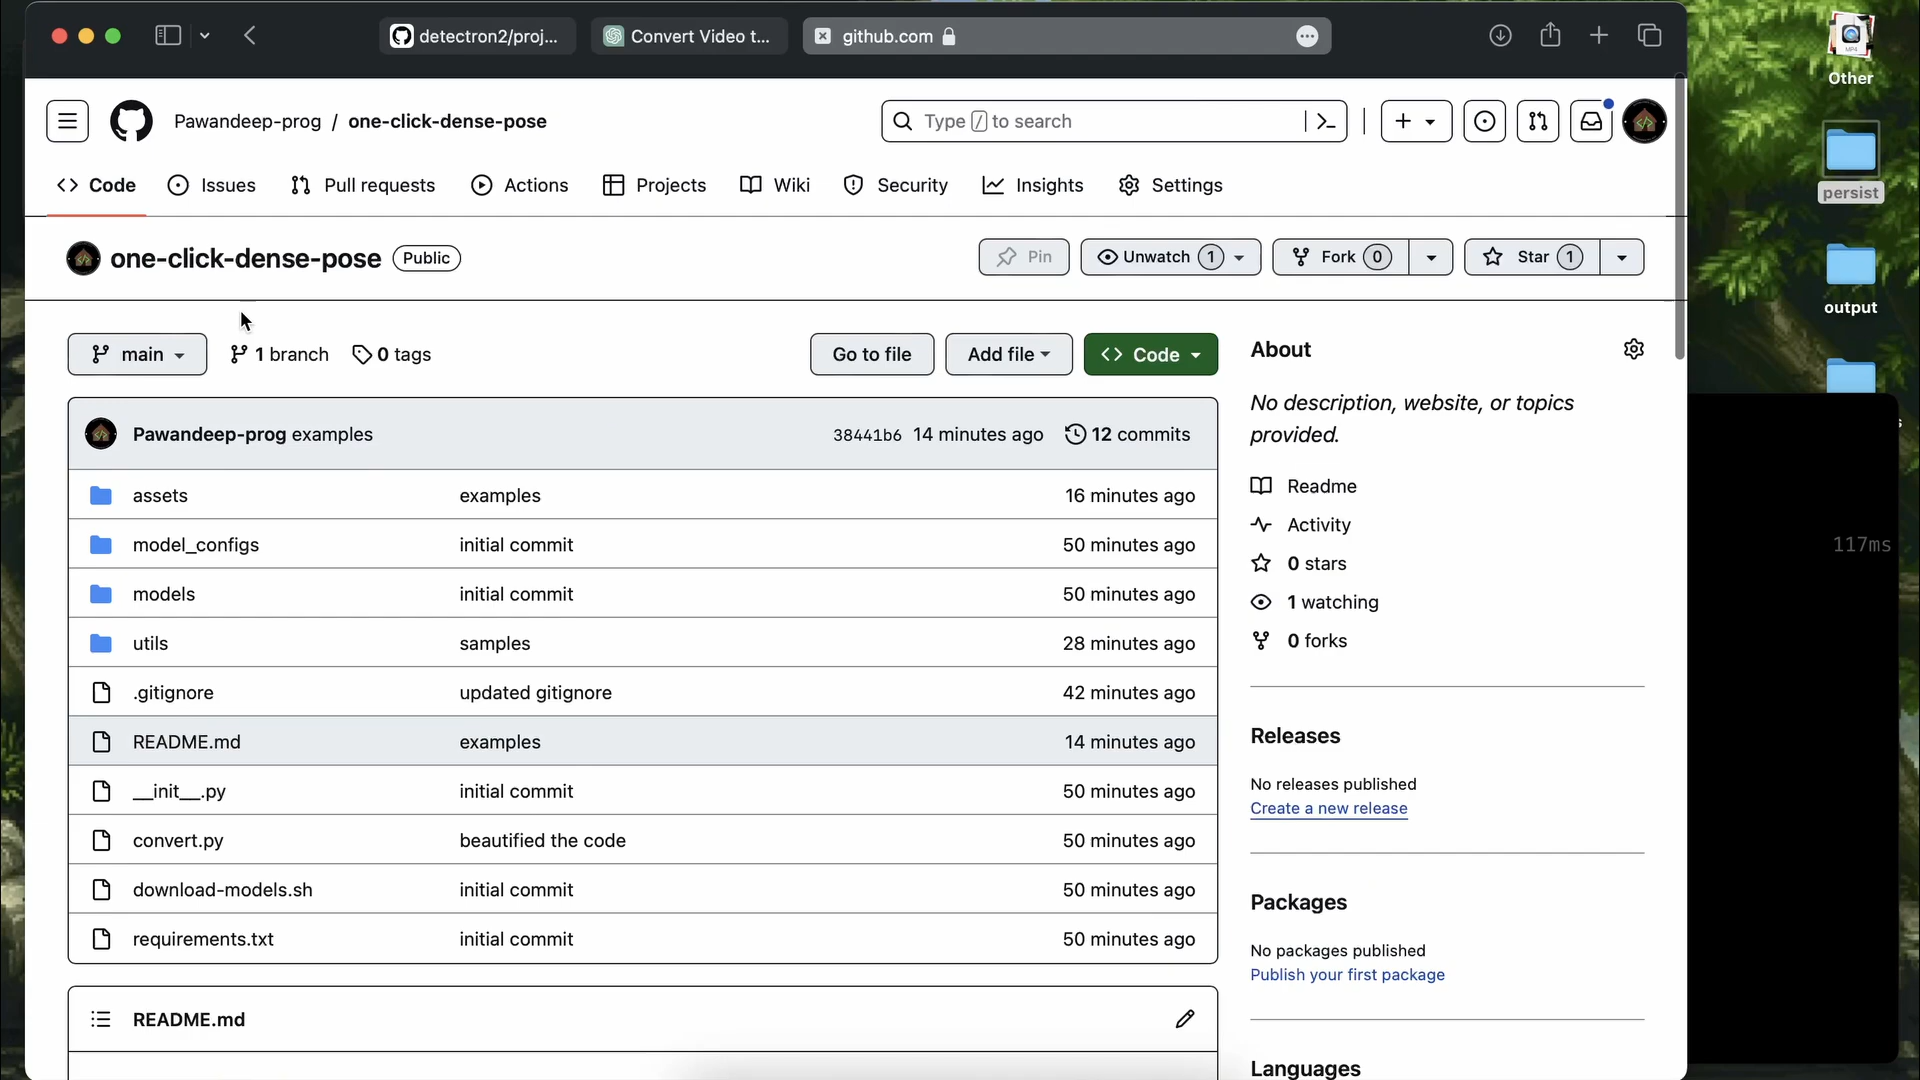 detectron2/proj...
Convert Video t...
github.com
Other
Pawandeep-prog / one-click-dense-pose
Type / to search
persist
Code
Issues
Pull requests
Actions
Projects
Wiki
Security
Insights
Settings
one-click-dense-pose Public
Pin
Unwatch 1
Fork 0
Star 1
output
main
1 branch
0 tags
Go to file
Add file
Code
About
No description, website, or topics
provided.
Pawandeep-prog examples 38441b6 14 minutes ago 12 commits
assets examples 16 minutes ago
model_configs initial commit 50 minutes ago
models initial commit 50 minutes ago
utils samples 28 minutes ago
.gitignore updated gitignore 42 minutes ago
README.md examples 14 minutes ago
__init__.py initial commit 50 minutes ago
convert.py beautified the code 50 minutes ago
download-models.sh initial commit 50 minutes ago
requirements.txt initial commit 50 minutes ago
README.md
Readme
Activity
0 stars
1 watching
0 forks
Releases
No releases published
Create a new release
Packages
No packages published
Publish your first package
Languages
117ms